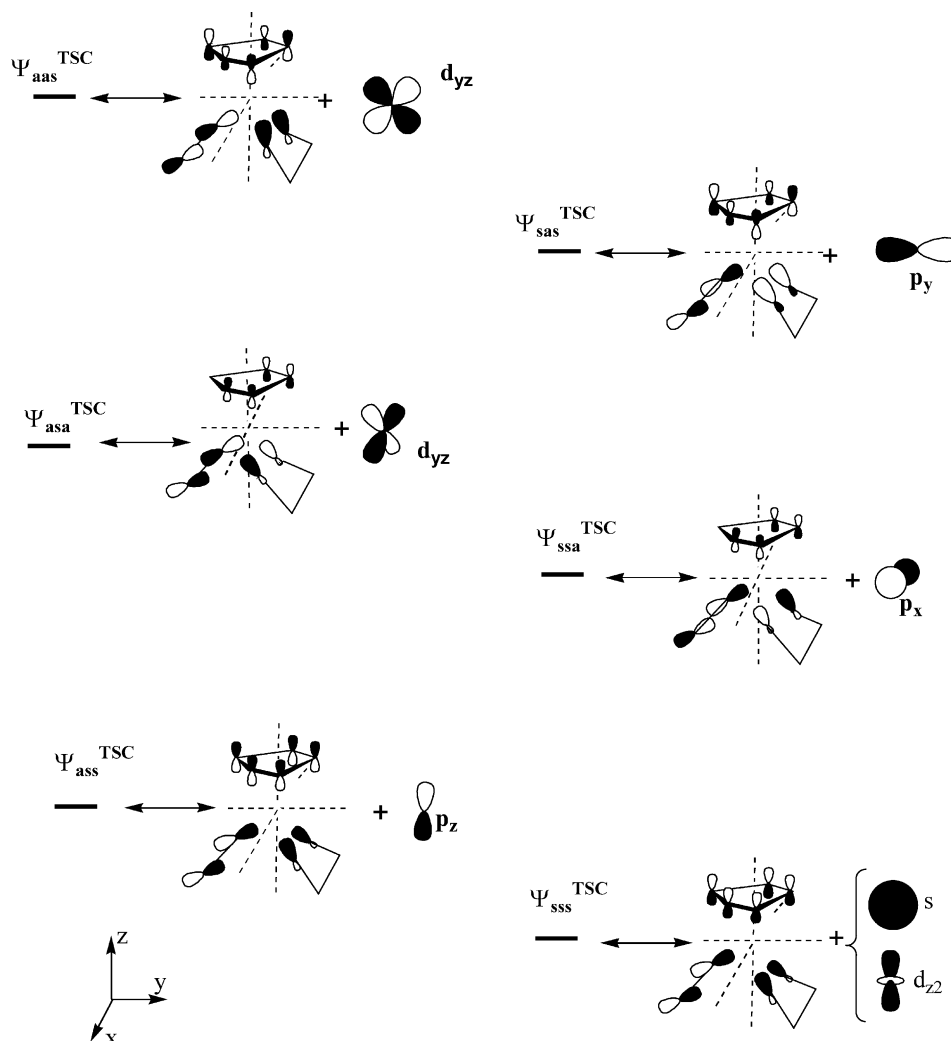 Ψaas^TSC
+
dyz
Ψsas^TSC
+
py
Ψasa^TSC
+
dyz
Ψssa^TSC
+
px
Ψass^TSC
+
pz
Ψsss^TSC
+
s
dz2
z
y
x